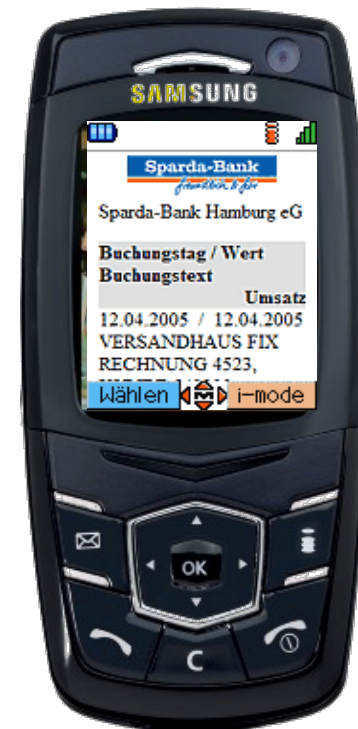 SAMSUNG
Sparda-Bank
Sparda-Bank Hamburg eG
Buchungstag / Wert
Buchungstext
Umsatz
12.04.2005 / 12.04.2005
VERSANDHAUS FIX
RECHNUNG 4523,
Wählen i-mode
OK
C